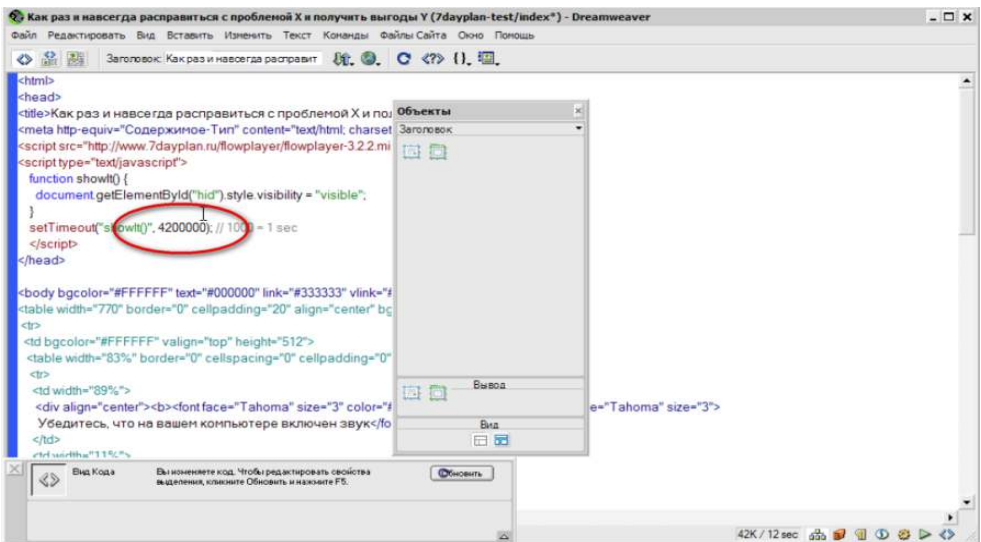 Как раз и навсегда расправиться с проблемой X и получить выгоды Y (7dayplan-test/index*) - Dreamweaver
Файл Редактировать Вид Вставить Изменить Текст Команды Файлы Сайта Окно Помощь
Заголовок: Как раз и навсегда расправит
<html>
<head>
<title>Как раз и навсегда расправиться с проблемой X и по
<meta http-equiv="Содержимое-Тип" content="text/html; charset
<script src="http://www.7dayplan.ru/flowplayer/flowplayer-3.2.2.mi
<script type="text/javascript">
function showIt() {
document.getElementById("hid").style.visibility = "visible";
}
setTimeout("showIt()", 4200000); // 1000 = 1 sec
</script>
</head>
<body bgcolor="#FFFFFF" text="#000000" link="#333333" vlink="#
<table width="770" border="0" cellpadding="20" align="center" bg
<tr>
<td bgcolor="#FFFFFF" valign="top" height="512">
<table width="83%" border="0" cellspacing="0" cellpadding="0"
<tr>
<td width="89%">
<div align="center"><b><font face="Tahoma" size="3" color="# e="Tahoma" size="3">
Убедитесь, что на вашем компьютере включен звук</fo
</td>
<td width="11%">
Объекты
Заголовок
Вывод
Вид
Вид Кода
Вы изменяете код. Чтобы редактировать свойства
выделения, кликните Обновить и нажмите F5.
Обновить
42K / 12 sec